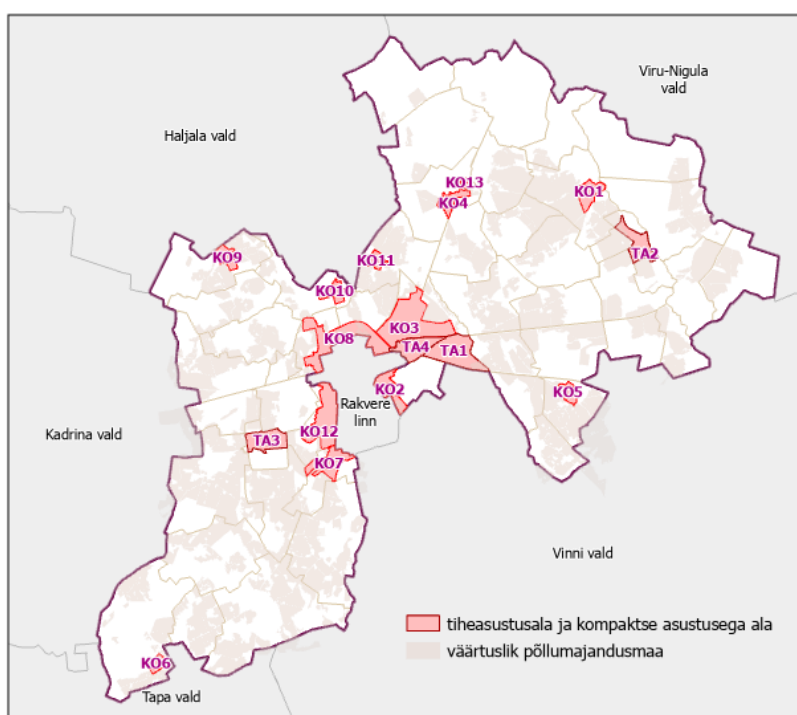 Viru-Nigula
vald
Haljala vald
KO13
KO4
KO1
TA2
KO9
KO11
KO10
KO3
KO8
TA4
TA1
KO2
KO5
Rakvere
linn
Kadrina vald
TA3
KO12
KO7
Vinni vald
tiheasustusala ja kompaktse asustusega ala
väärtuslik põllumajandusmaa
KO6
Tapa vald